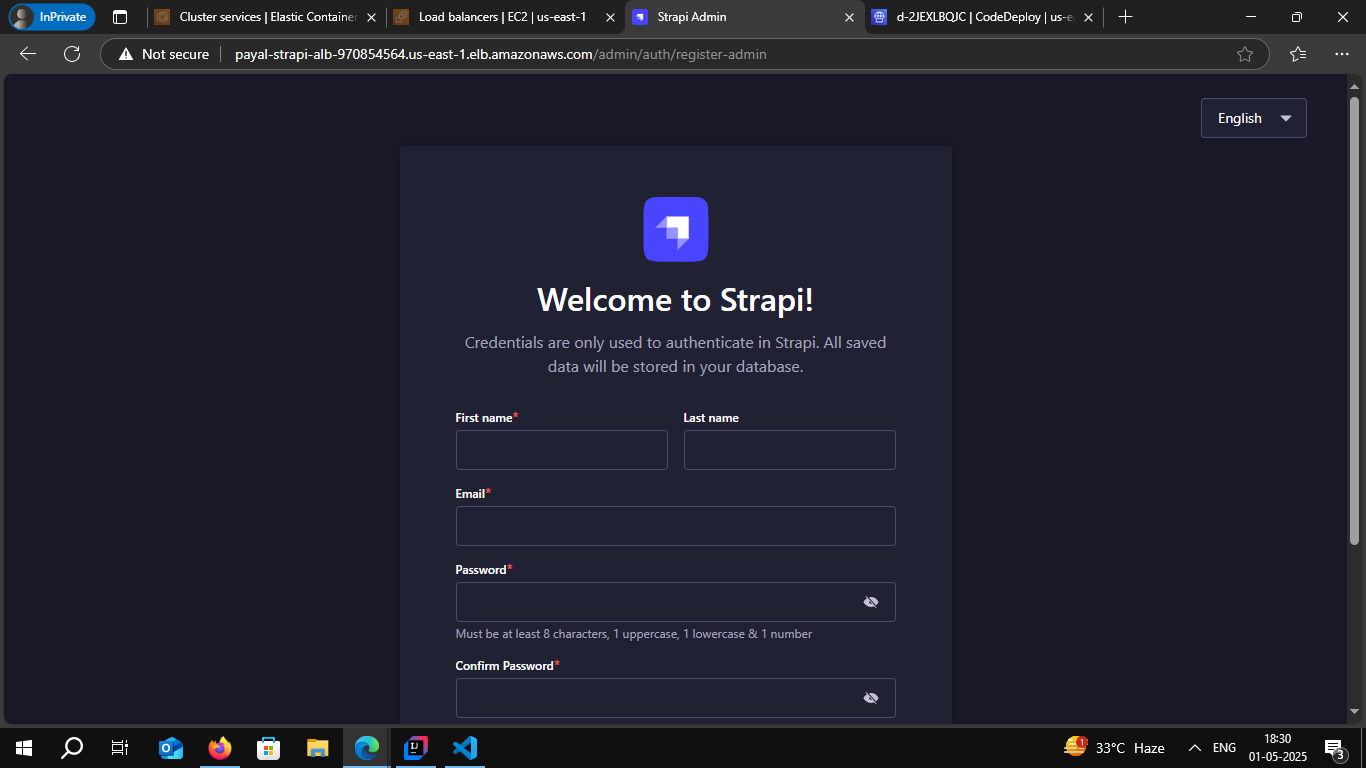 InPrivate
Cluster services | Elastic Container
Load balancers | EC2 | us-east-1
Strapi Admin
d-2JEXLBQJC | CodeDeploy | us-ea
Not secure
payal-strapi-alb-970854564.us-east-1.elb.amazonaws.com/admin/auth/register-admin
English
Welcome to Strapi!
Credentials are only used to authenticate in Strapi. All saved
data will be stored in your database.
First name*
Last name
Email*
Password*
Must be at least 8 characters, 1 uppercase, 1 lowercase & 1 number
Confirm Password*
1
33°C Haze
ENG
18:30
01-05-2025
3